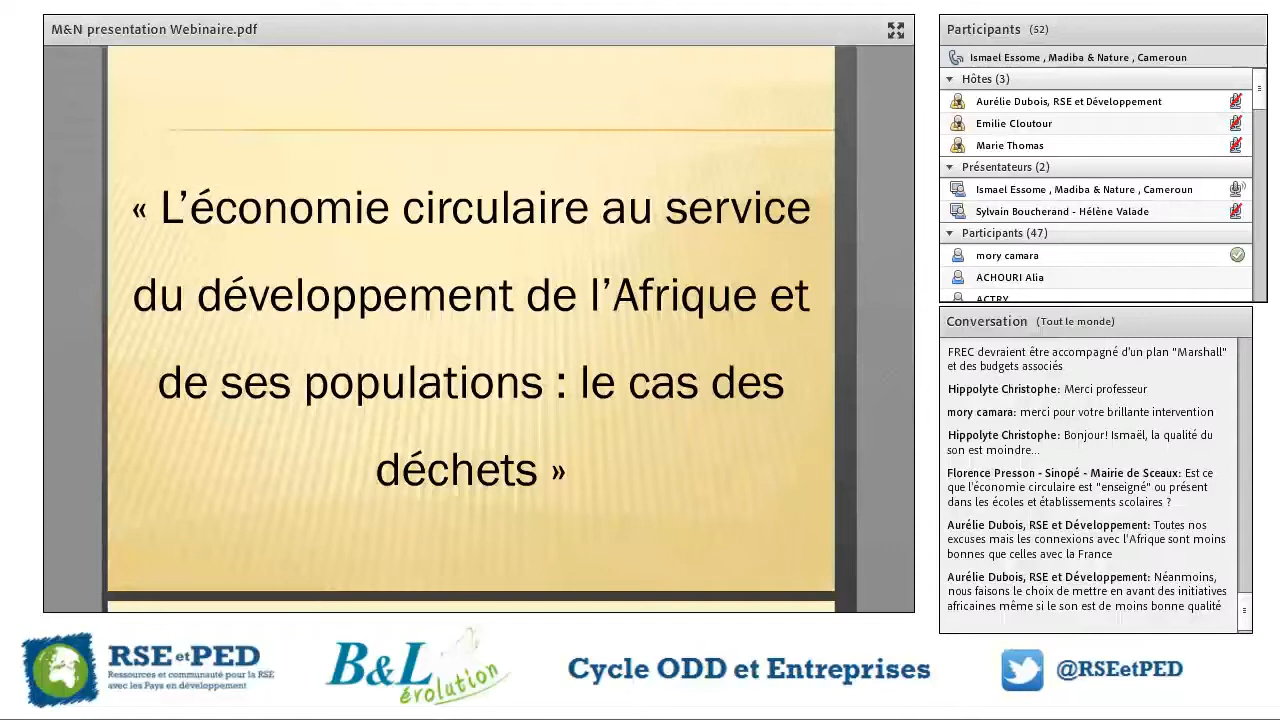 M&N presentation Webinaire.pdf
« L’économie circulaire au service
du développement de l’Afrique et
de ses populations : le cas des
déchets »
Participants (52)
Ismael Essome , Madiba & Nature , Cameroun
Hôtes (3)
Aurélie Dubois, RSE et Développement
Emilie Cloutour
Marie Thomas
Présentateurs (2)
Ismael Essome , Madiba & Nature , Cameroun
Sylvain Boucherand - Hélène Valade
Participants (47)
mory camara
ACHOURI Alia
ACTRY
Conversation (Tout le monde)
FREC devraient être accompagné d'un plan "Marshall"
et des budgets associés
Hippolyte Christophe: Merci professeur
mory camara: merci pour votre brillante intervention
Hippolyte Christophe: Bonjour! Ismaël, la qualité du
son est moindre...
Florence Presson - Sinopé - Mairie de Sceaux: Est ce
que l'économie circulaire est "enseigné" ou présent
dans les écoles et établissements scolaires ?
Aurélie Dubois, RSE et Développement: Toutes nos
excuses mais les connexions avec l'Afrique sont moins
bonnes que celles avec la France
Aurélie Dubois, RSE et Développement: Néanmoins,
nous faisons le choix de mettre en avant des initiatives
africaines même si le son est de moins bonne qualité
RSE et PED
Ressources et communauté pour la RSE
avec les Pays en développement
B&L
évolution
Cycle ODD et Entreprises
@RSEetPED